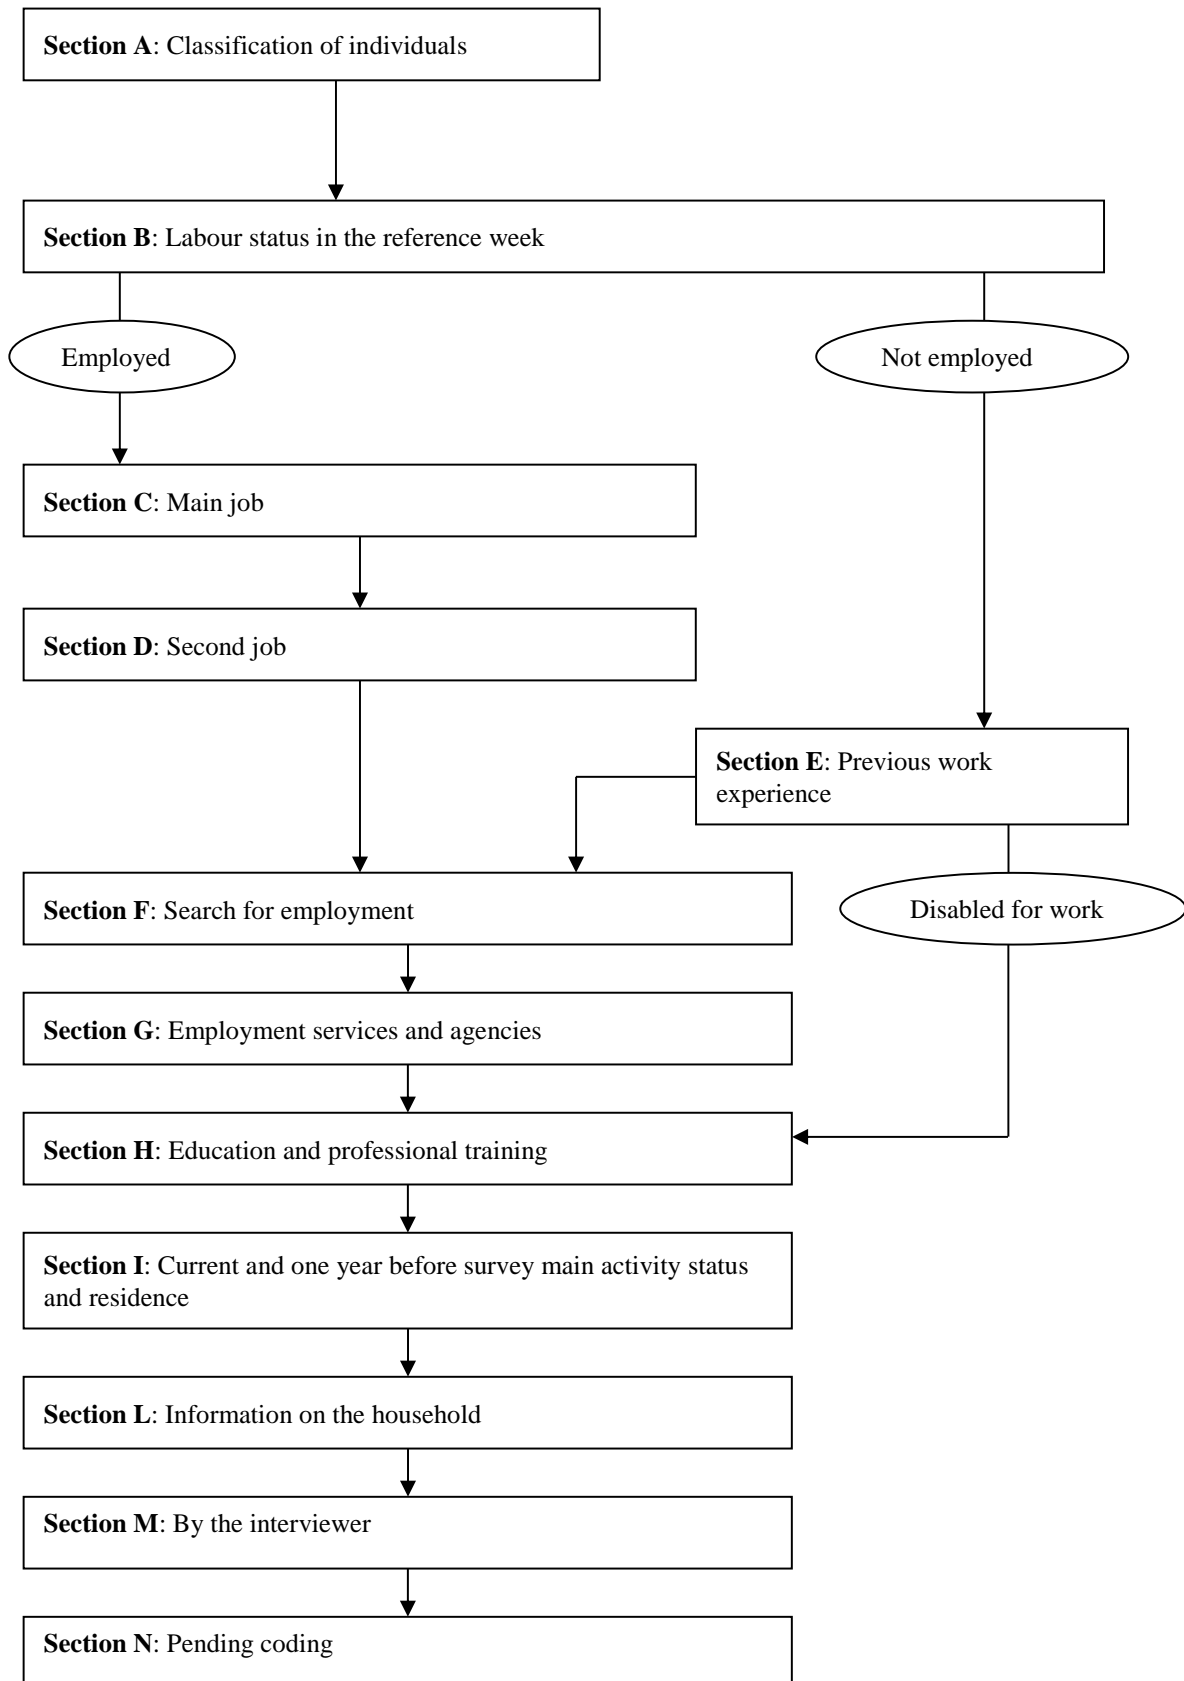 Section A: Classification of individuals
Section B: Labour status in the reference week
Employed
Not employed
Section C: Main job
Section D: Second job
Section E: Previous work
experience
Section F: Search for employment
Disabled for work
Section G: Employment services and agencies
Section H: Education and professional training
Section I: Current and one year before survey main activity status
and residence
Section L: Information on the household
Section M: By the interviewer
Section N: Pending coding